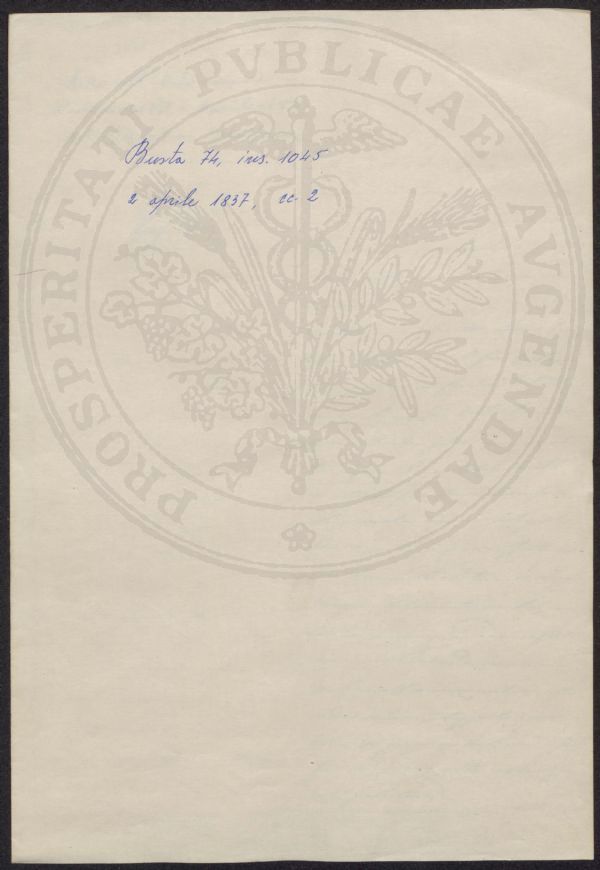 PROSPERITATI PVBLICAE AVGENDAE
Busta 74, ins. 1045
2 aprile 1837, cc. 2